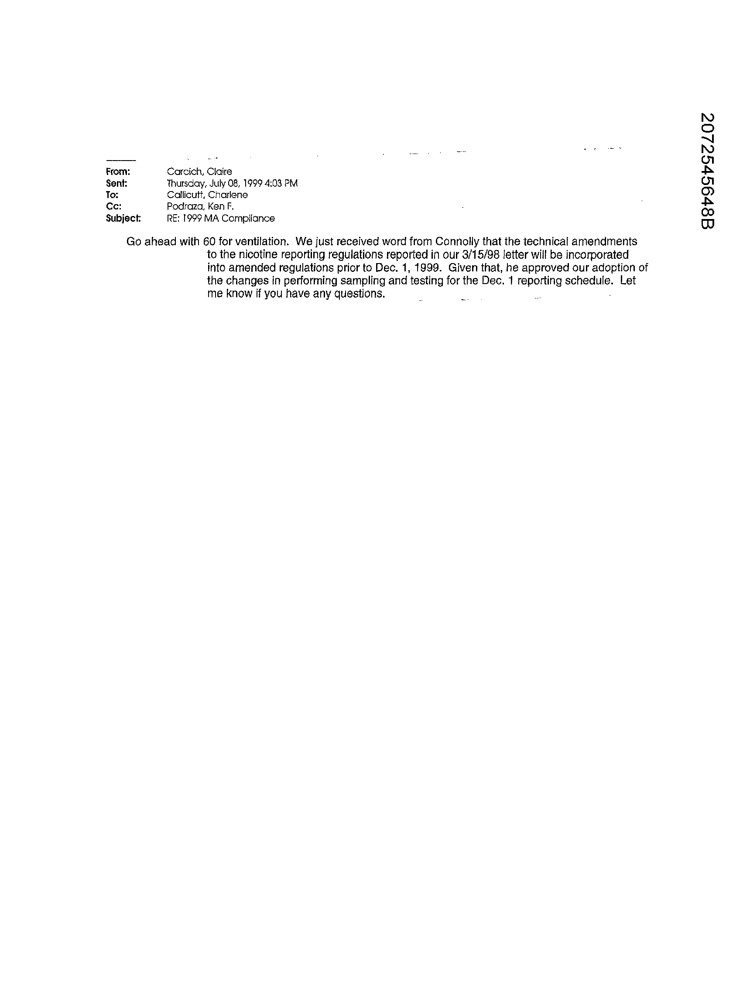 From: Carcich, Claire
Sent: Thursday, July 08, 1999 4:03 PM
To: Callicutt, Charlene
Cc: Podraza, Ken F.
Subject: RE: 1999 MA Compliance
Go ahead with 60 for ventilation. We just received word from Connolly that the technical amendments
to the nicotine reporting regulations reported in our 3/15/98 letter will be incorporated
into amended regulations prior to Dec. 1, 1999. Given that, he approved our adoption of
the changes in performing sampling and testing for the Dec. 1 reporting schedule. Let
me know if you have any questions.
2072545648B